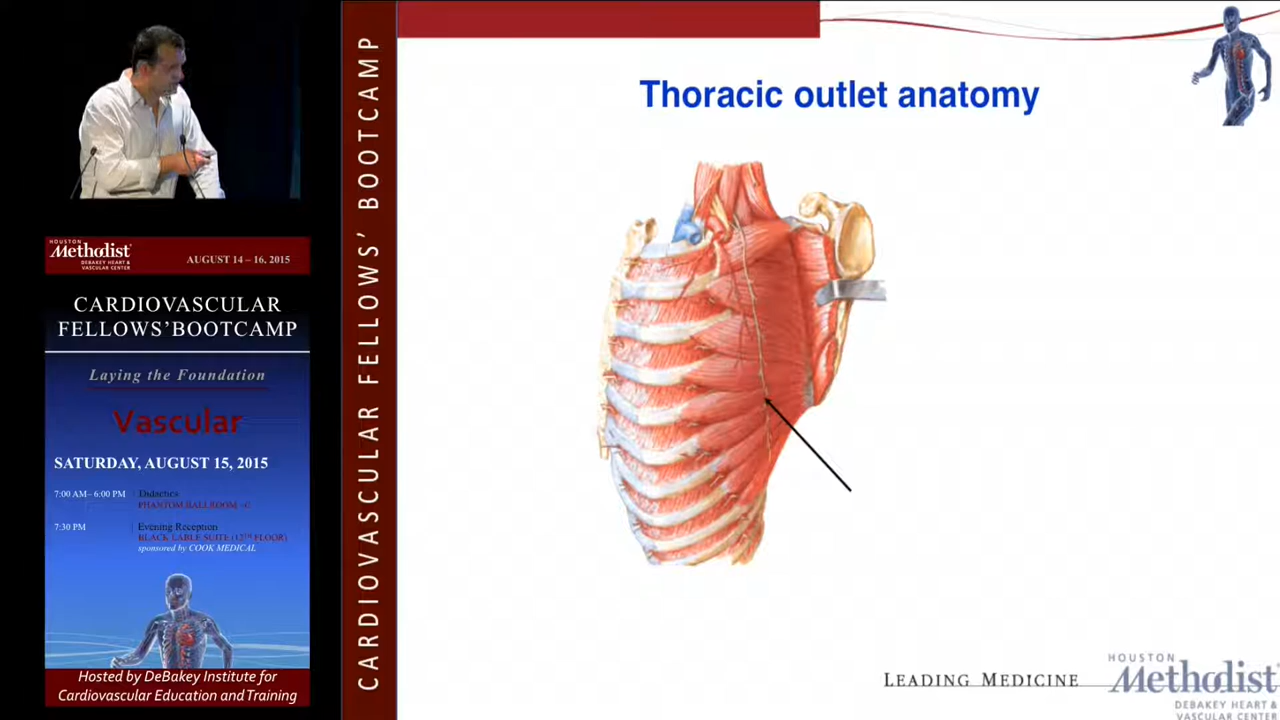 HOUSTON
Methodist
DEBAKEY HEART &
VASCULAR CENTER
AUGUST 14 – 16, 2015
CARDIOVASCULAR
FELLOWS'BOOTCAMP
Laying the Foundation
Vascular
SATURDAY, AUGUST 15, 2015
7:00 AM– 6:00 PM Didactics
PHANTOM BALLROOM - C
7:30 PM Evening Reception
BLACK LABLE SUITE (12TH FLOOR)
sponsored by COOK MEDICAL
Hosted by DeBakey Institute for
Cardiovascular Education and Training
CARDIOVASCULAR FELLOWS' BOOTCAMP
Thoracic outlet anatomy
LEADING MEDICINE
HOUSTON
Methodist
DEBAKEY HEART &
VASCULAR CENTER